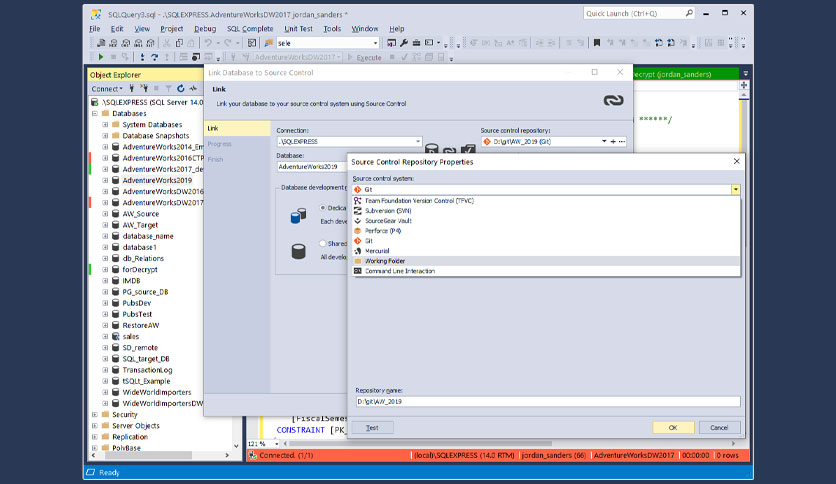 SQLQuery3.sql - .\SQLEXPRESS.AdventureWorksDW2017 jordan_sanders *
Quick Launch (Ctrl+Q)
File Edit View Project Debug SQL Complete Unit Test Tools Window Help
sele
AdventureWorksDW2017 Execute
Object Explorer
Connect
.\SQLEXPRESS (SQL Server 14.0
Databases
System Databases
Database Snapshots
AdventureWorks2014_Em
AdventureWorks2016CTP
AdventureWorks2017_de
AdventureWorks2019
AdventureWorksDW2016
AdventureWorksDW2017
AW_Source
AW_Target
database_name
database1
db_Relations
forDecrypt
IMDB
PG_source_DB
PubsDev
PubsTest
RestoreAW
sales
SD_remote
SQL_target_DB
TransactionLog
tSQLt_Example
WideWorldImporters
WideWorldImportersDW
Security
Server Objects
Replication
PolyBase
ecrypt (jordan_sanders)
******/
Link Database to Source Control
Link
Link your database to your source control system using Source Control
Link
Progress
Finish
Connection:
.\SQLEXPRESS
Source control repository:
D:\git\AW_2019 (Git)
Database:
AdventureWorks2019
Database development
Dedica
Each deve
Shared
All develo
Source Control Repository Properties
Source control system:
Git
Team Foundation Version Control (TFVC)
Subversion (SVN)
SourceGear Vault
Perforce (P4)
Git
Mercurial
Working Folder
Command Line Interaction
Repository name:
D:\git\AW_2019
Test OK Cancel
[FiscalSemes
CONSTRAINT [PK_
121 %
Connected. (1/1) (local)\SQLEXPRESS (14.0 RTM) jordan_sanders (66) AdventureWorksDW2017 00:00:00 0 rows
Ready